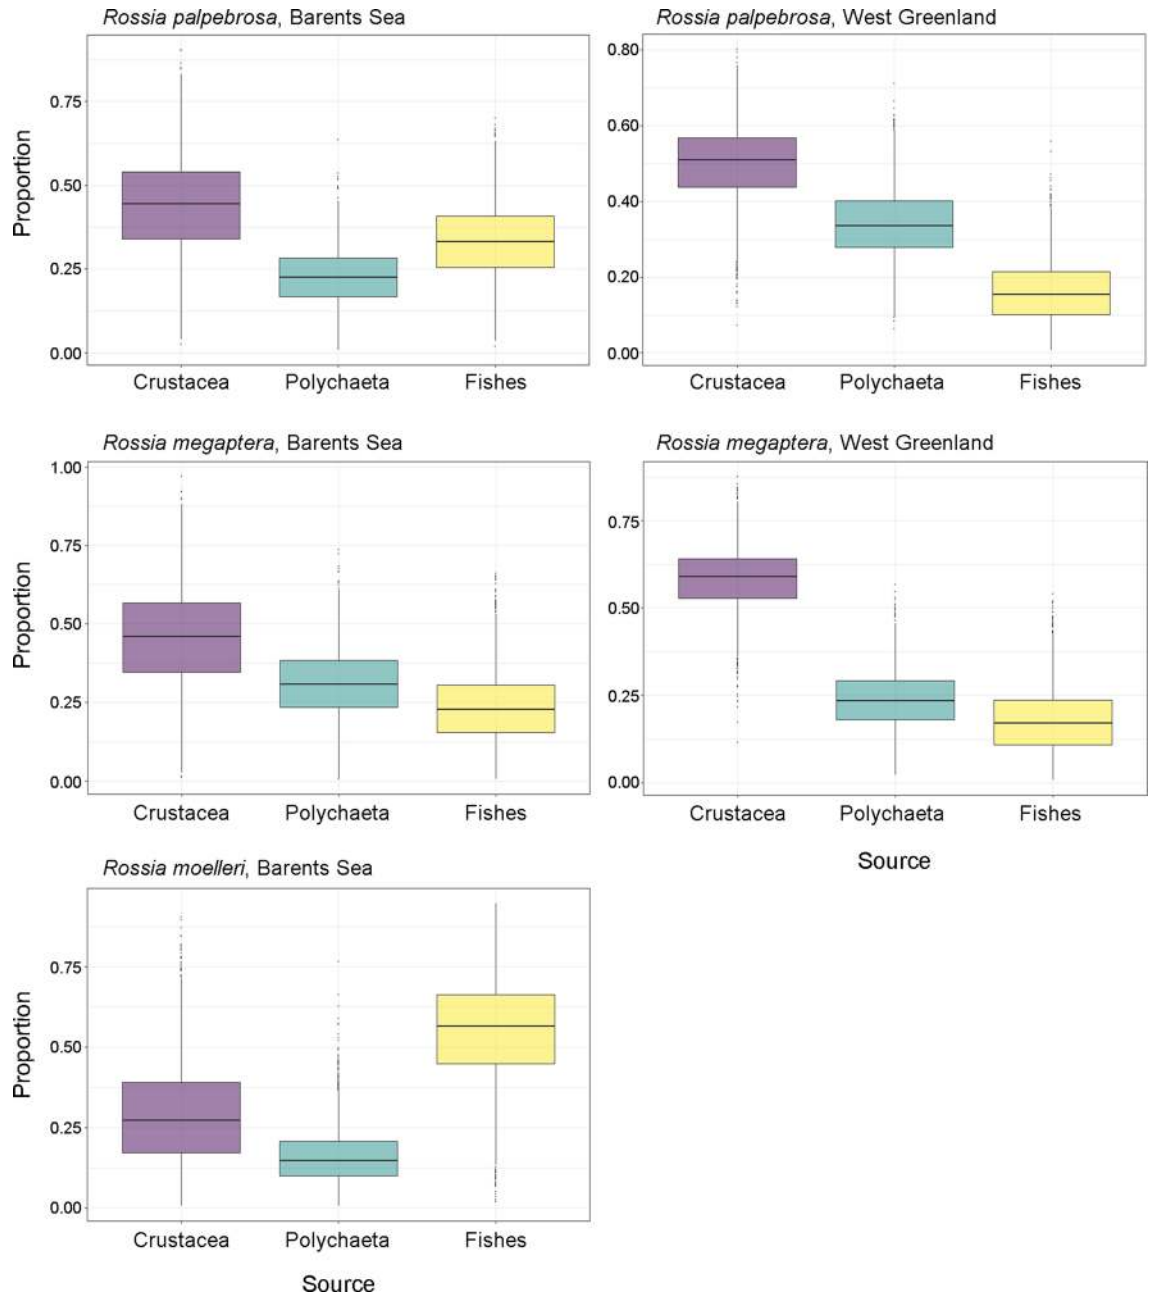 Rossia palpebrosa, Barents Sea
Proportion
0.75
0.50
0.25
0.00
Crustacea Polychaeta Fishes
Rossia palpebrosa, West Greenland
0.80
0.60
0.40
0.20
0.00
Crustacea Polychaeta Fishes
Rossia megaptera, Barents Sea
Proportion
1.00
0.75
0.50
0.25
0.00
Crustacea Polychaeta Fishes
Rossia megaptera, West Greenland
0.75
0.50
0.25
0.00
Crustacea Polychaeta Fishes
Source
Rossia moelleri, Barents Sea
Proportion
0.75
0.50
0.25
0.00
Crustacea Polychaeta Fishes
Source